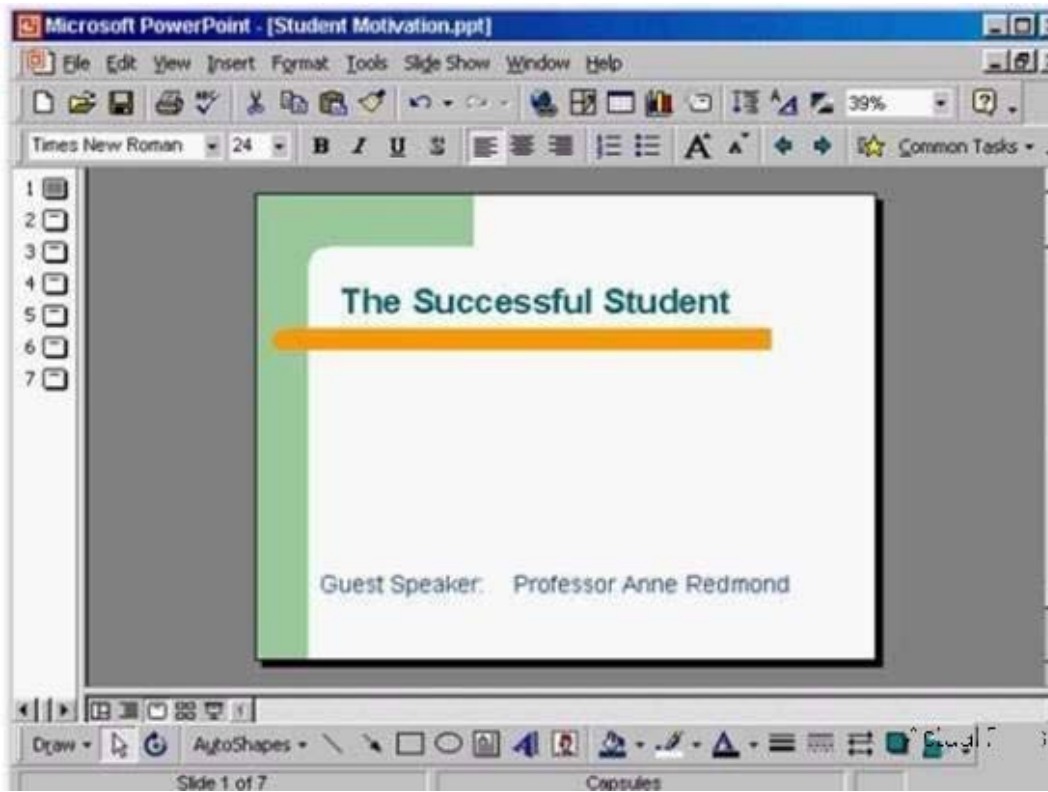 Microsoft PowerPoint - [Student Motivation.ppt]
File Edit View Insert Format Tools Slide Show Window Help
39%
Times New Roman 24 B I U S A A Common Tasks
1
2
3
4
5
6
7
The Successful Student
Guest Speaker: Professor Anne Redmond
Draw AutoShapes
Slide 1 of 7 Capsules